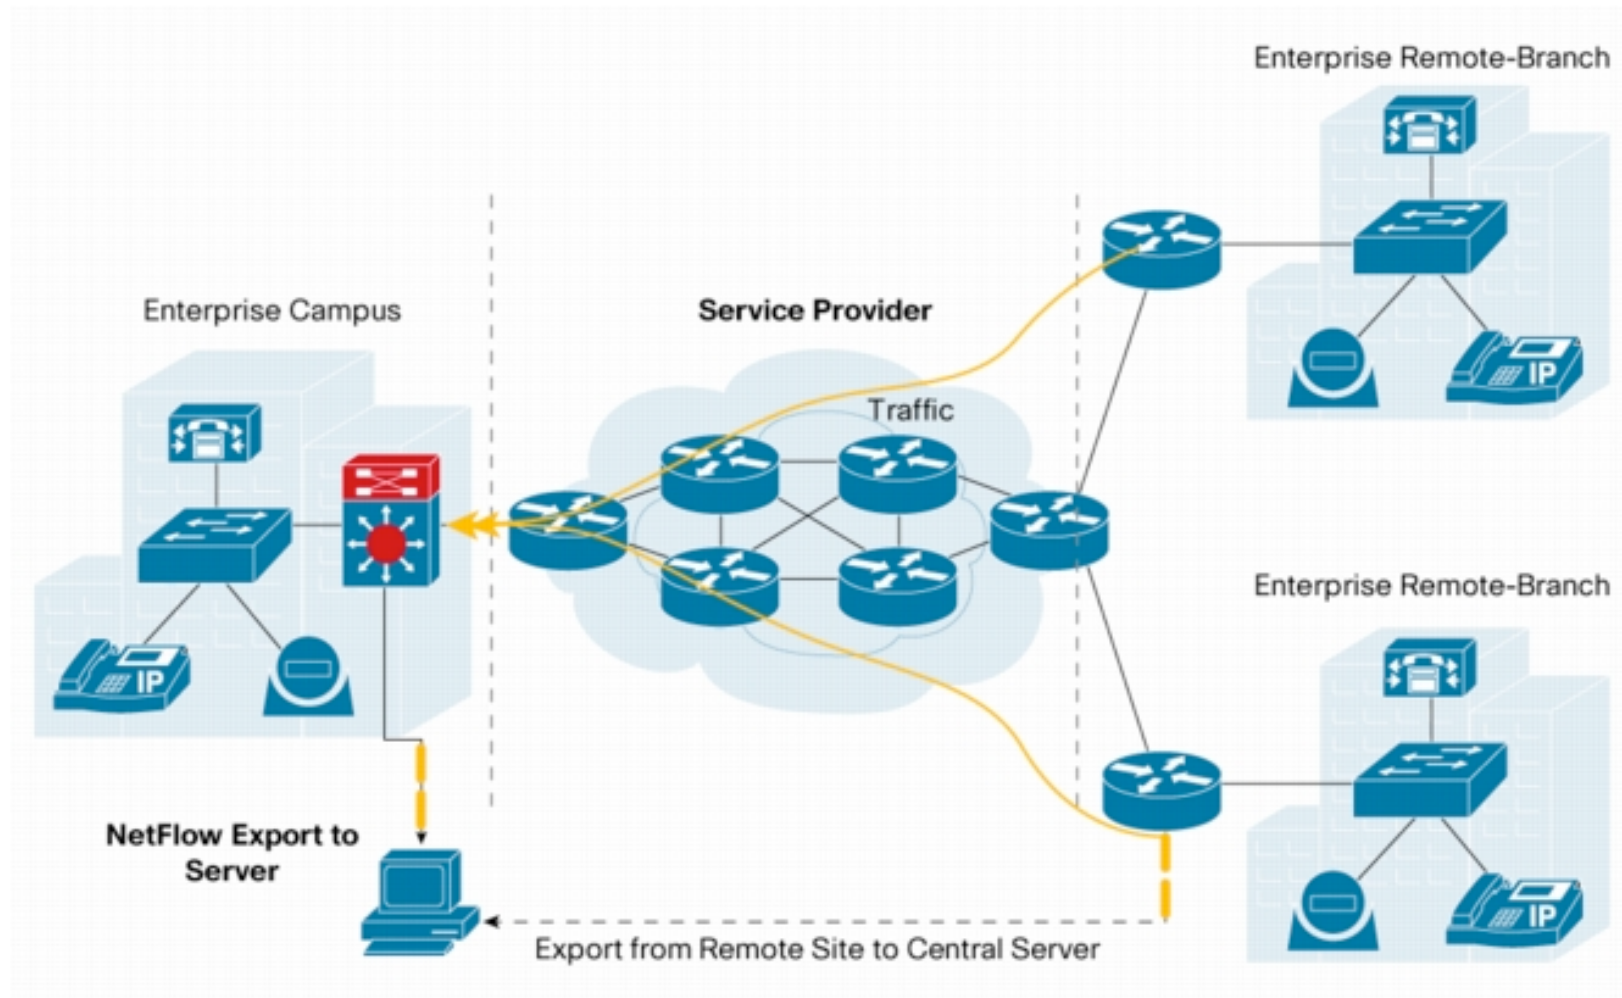 Enterprise Remote-Branch
Enterprise Campus
Service Provider
Traffic
IP
IP
Enterprise Remote-Branch
NetFlow Export to
Server
IP
Export from Remote Site to Central Server